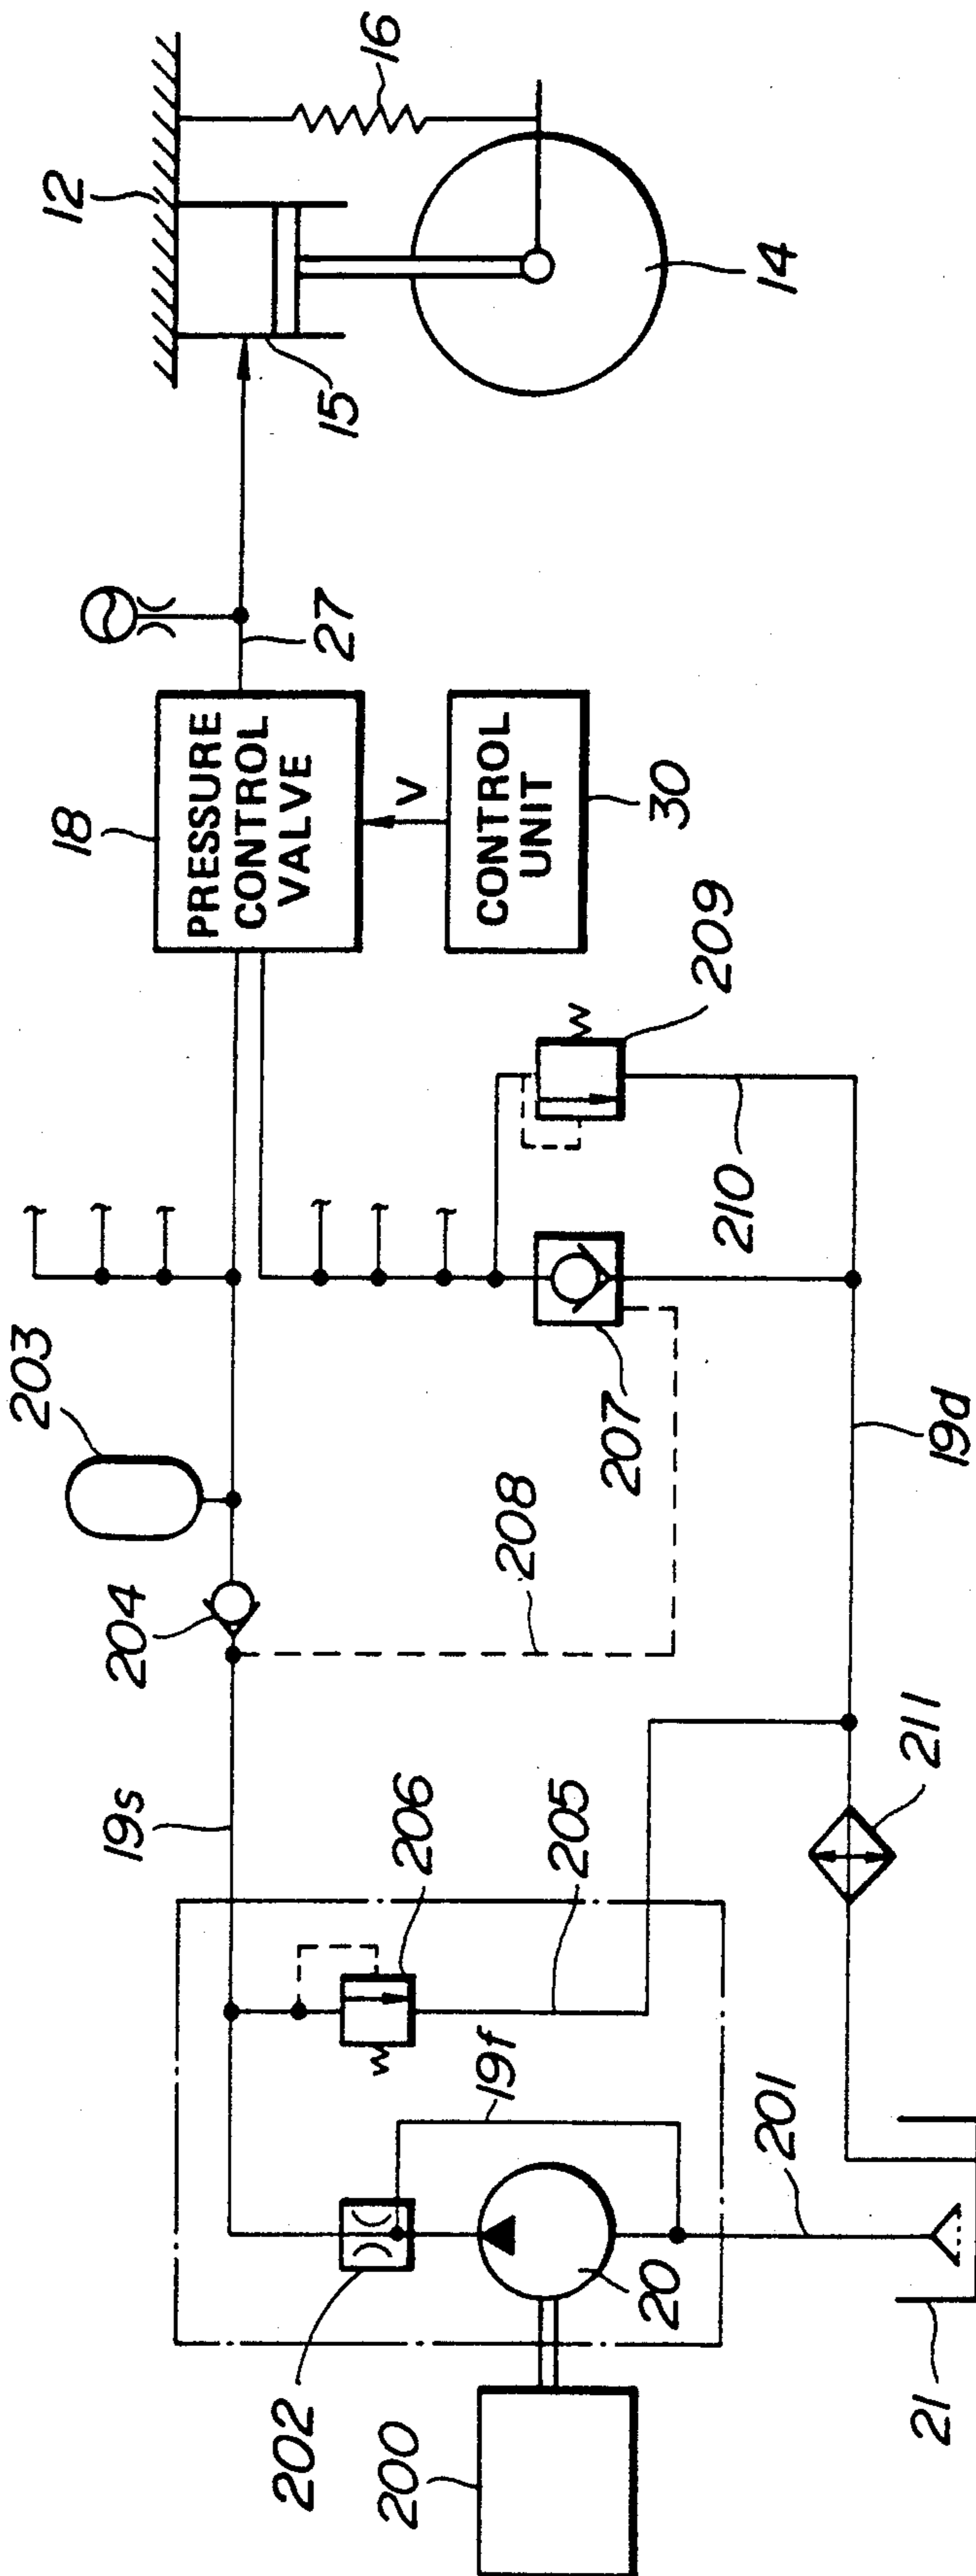 12
16
15
14
27
18
PRESSURE
CONTROL
VALVE
V
CONTROL
UNIT
30
209
210
203
204
207
208
19d
19s
206
205
211
19f
201
202
20
200
21